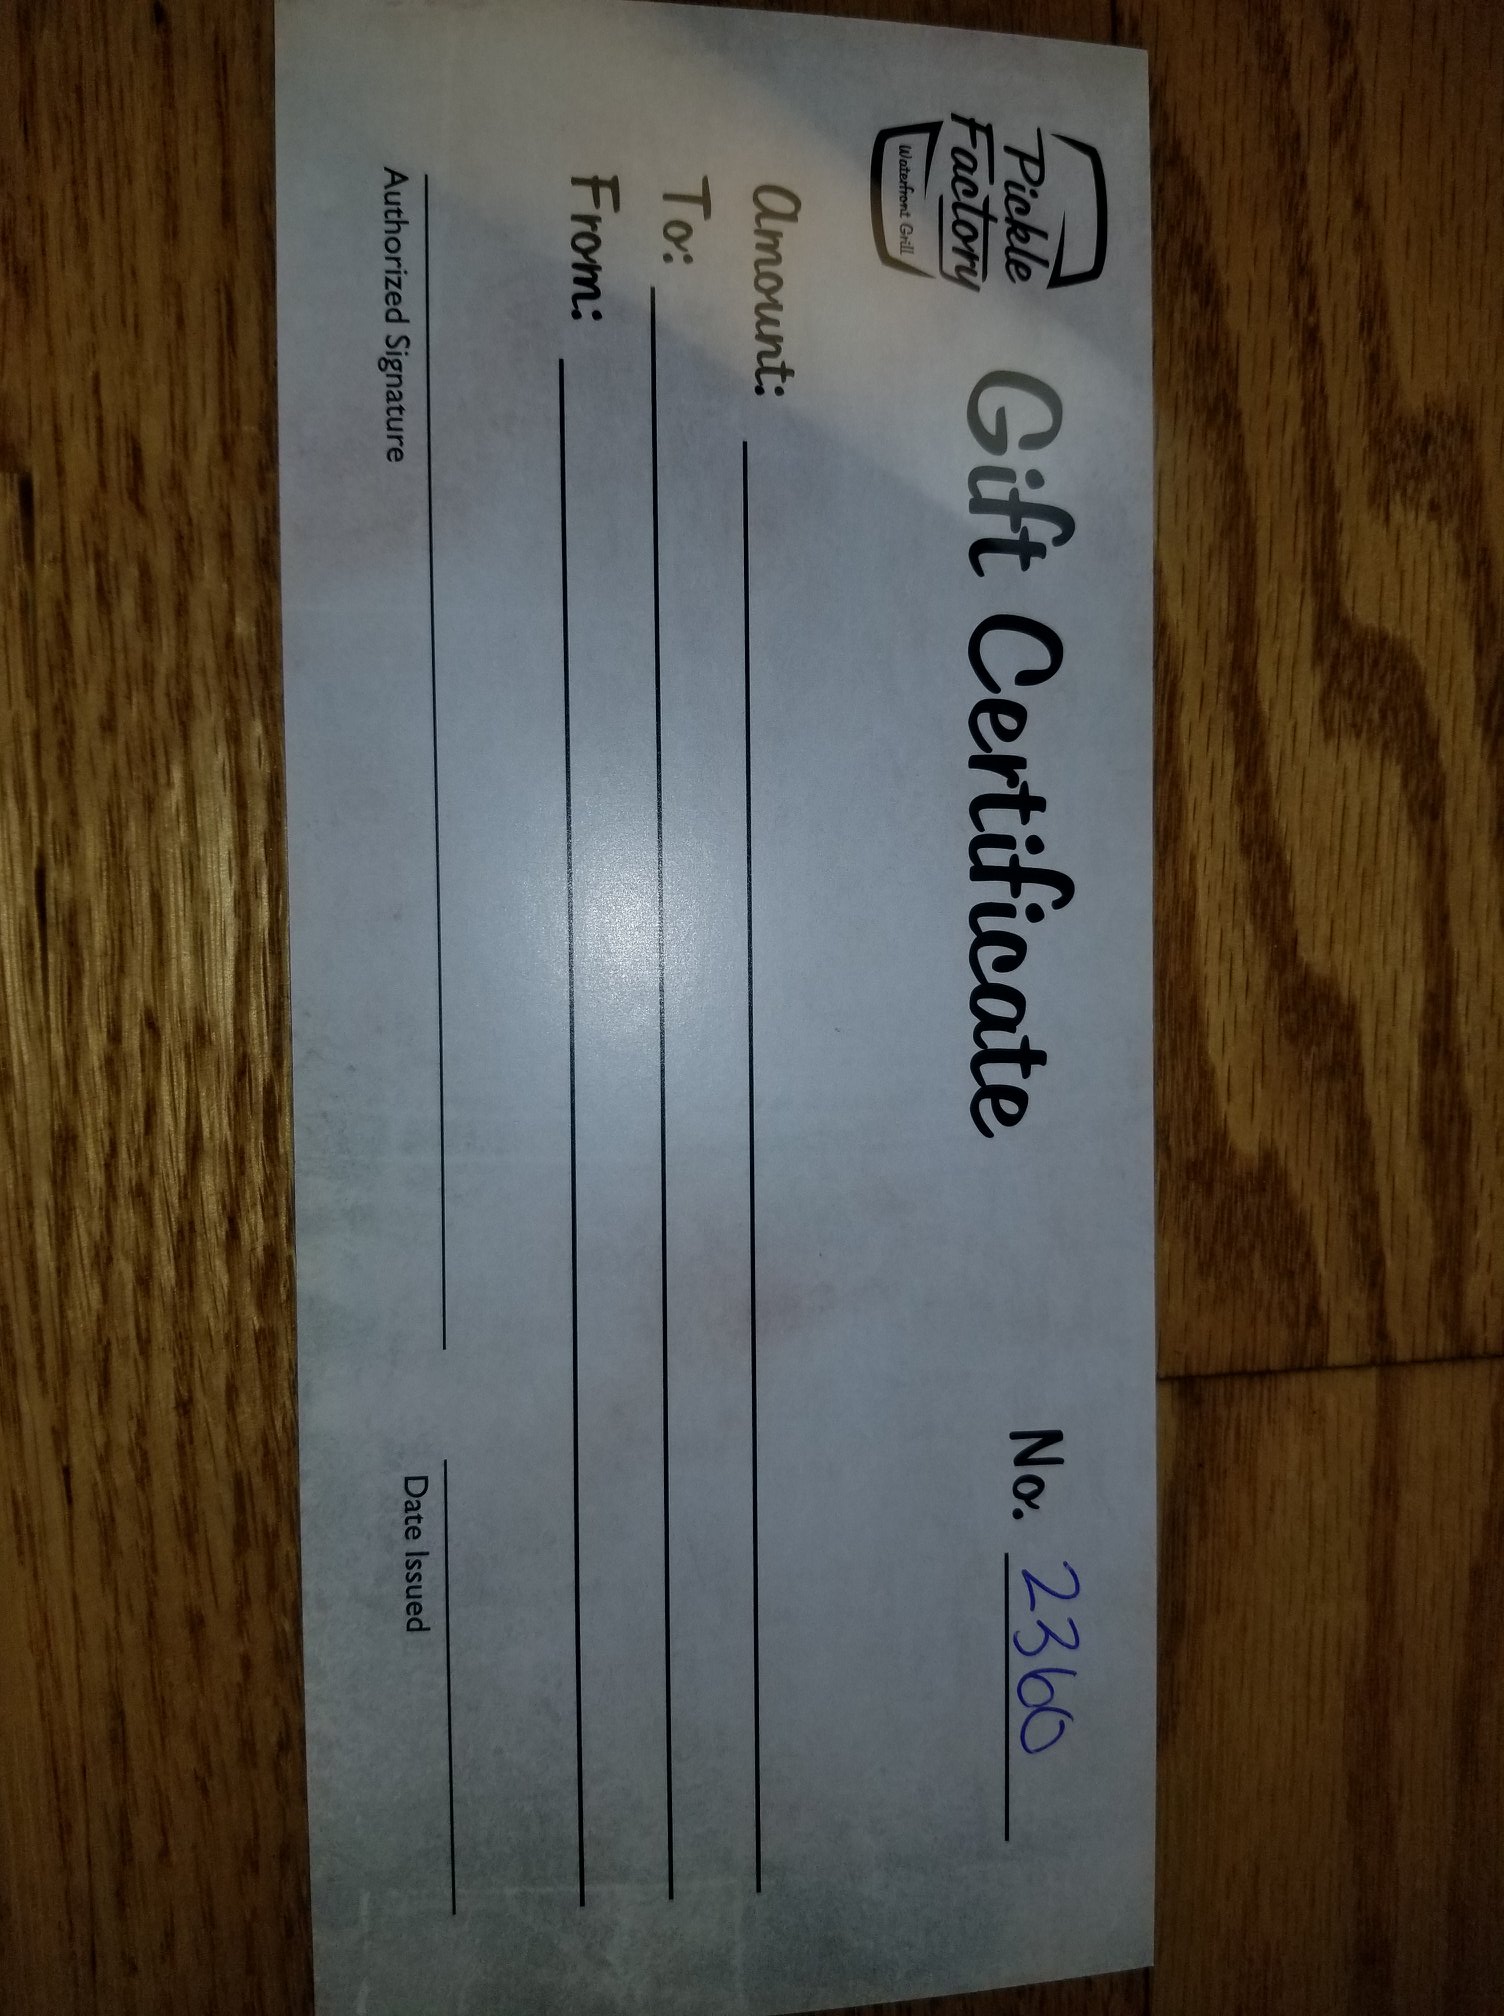 Pickle
Factory
Waterfront Grill
Gift Certificate
No. 2360
Amount:
To:
From:
Authorized Signature
Date Issued